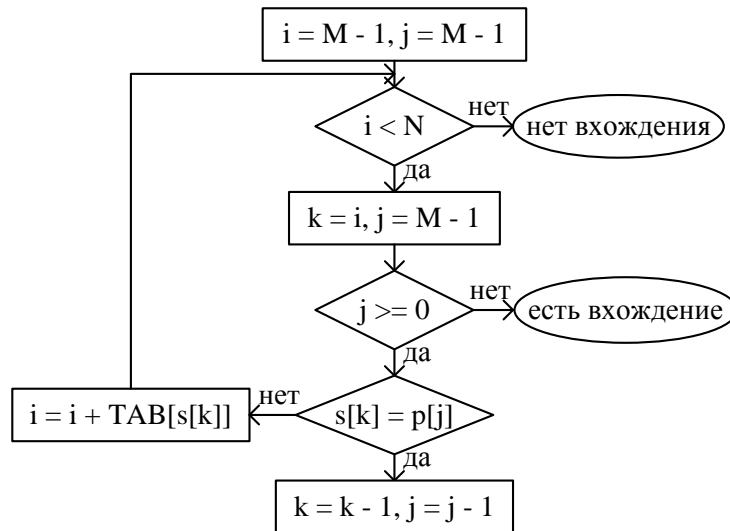 i = M - 1, j = M - 1
i < N
нет
нет вхождения
да
k = i, j = M - 1
j >= 0
нет
есть вхождение
да
i = i + TAB[s[k]]
нет
s[k] = p[j]
да
k = k - 1, j = j - 1